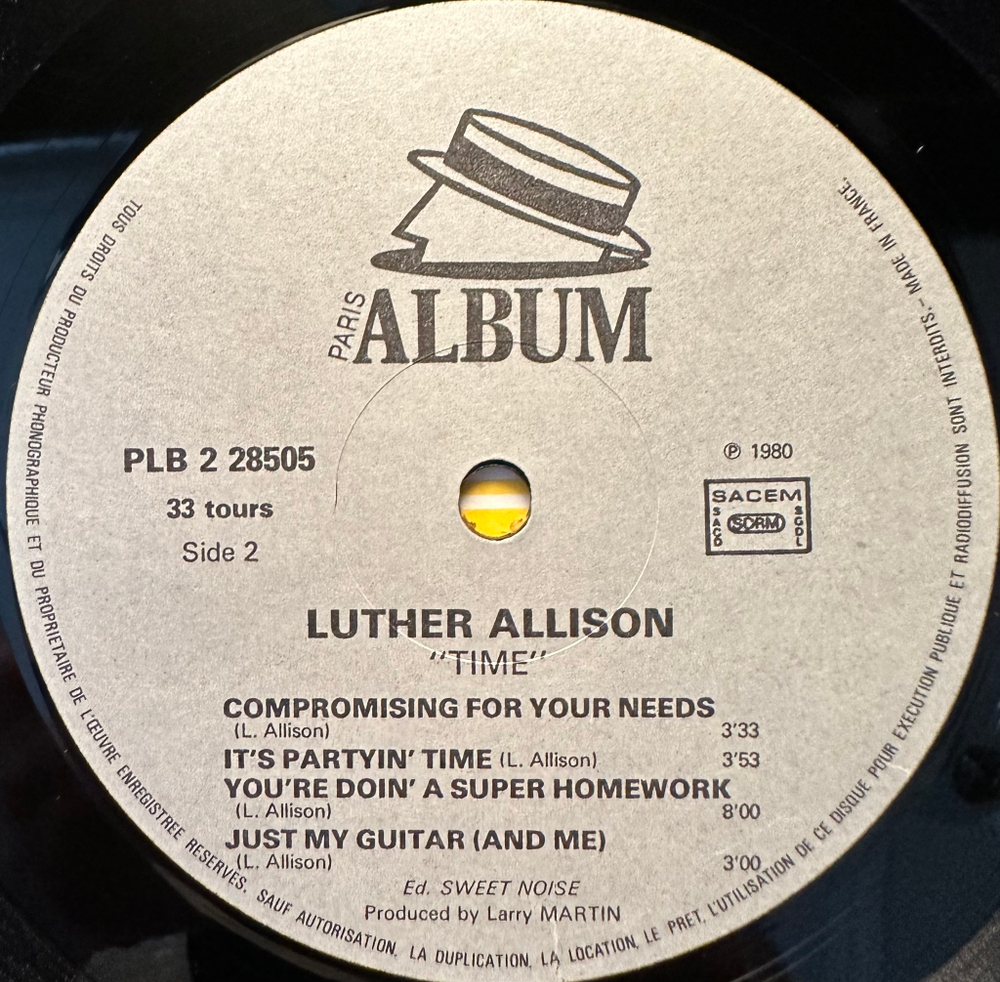 PARIS ALBUM
PLB 2 28505
33 tours
Side 2
Ⓟ 1980
SACEM
SACD SDRM SGDL
LUTHER ALLISON
"TIME"
COMPROMISING FOR YOUR NEEDS
(L. Allison) 3'33
IT'S PARTYIN' TIME (L. Allison) 3'53
YOU'RE DOIN' A SUPER HOMEWORK
(L. Allison) 8'00
JUST MY GUITAR (AND ME)
(L. Allison) 3'00
Ed. SWEET NOISE
Produced by Larry MARTIN
TOUS DROITS DU PRODUCTEUR PHONOGRAPHIQUE ET DU PROPRIETAIRE DE L'ŒUVRE ENREGISTREE RESERVES. SAUF AUTORISATION, LA DUPLICATION, LA LOCATION, LE PRET, L'UTILISATION DE CE DISQUE POUR EXECUTION PUBLIQUE ET RADIODIFFUSION SONT INTERDITS. - MADE IN FRANCE.